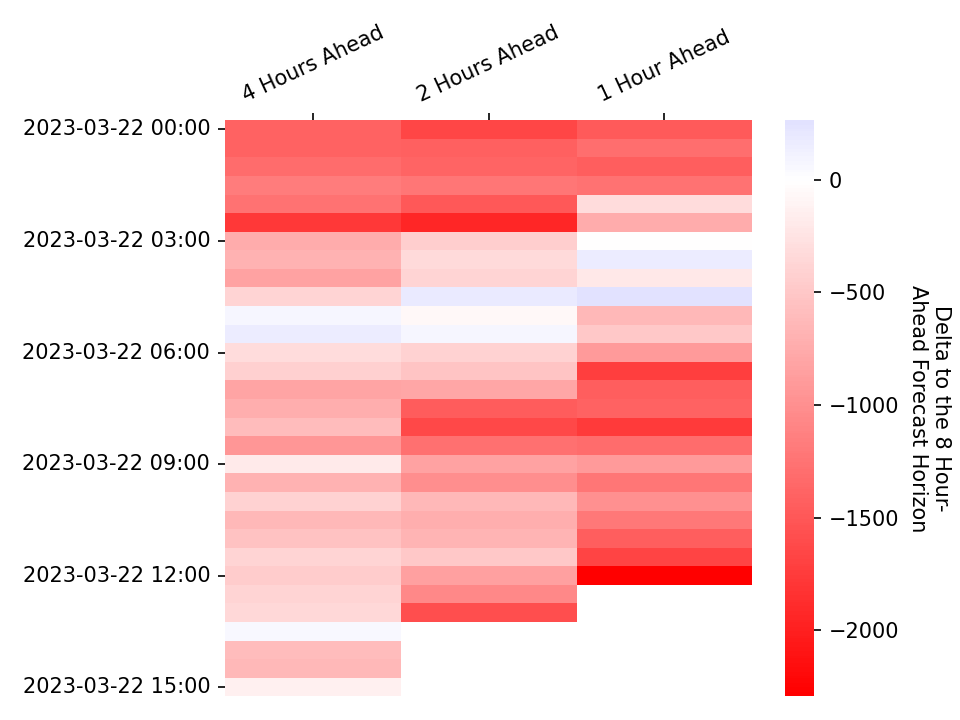 4 Hours Ahead
2 Hours Ahead
1 Hour Ahead
2023-03-22 00:00
2023-03-22 03:00
2023-03-22 06:00
2023-03-22 09:00
2023-03-22 12:00
2023-03-22 15:00
0
−500
−1000
−1500
−2000
Delta to the 8 Hour-
Ahead Forecast Horizon